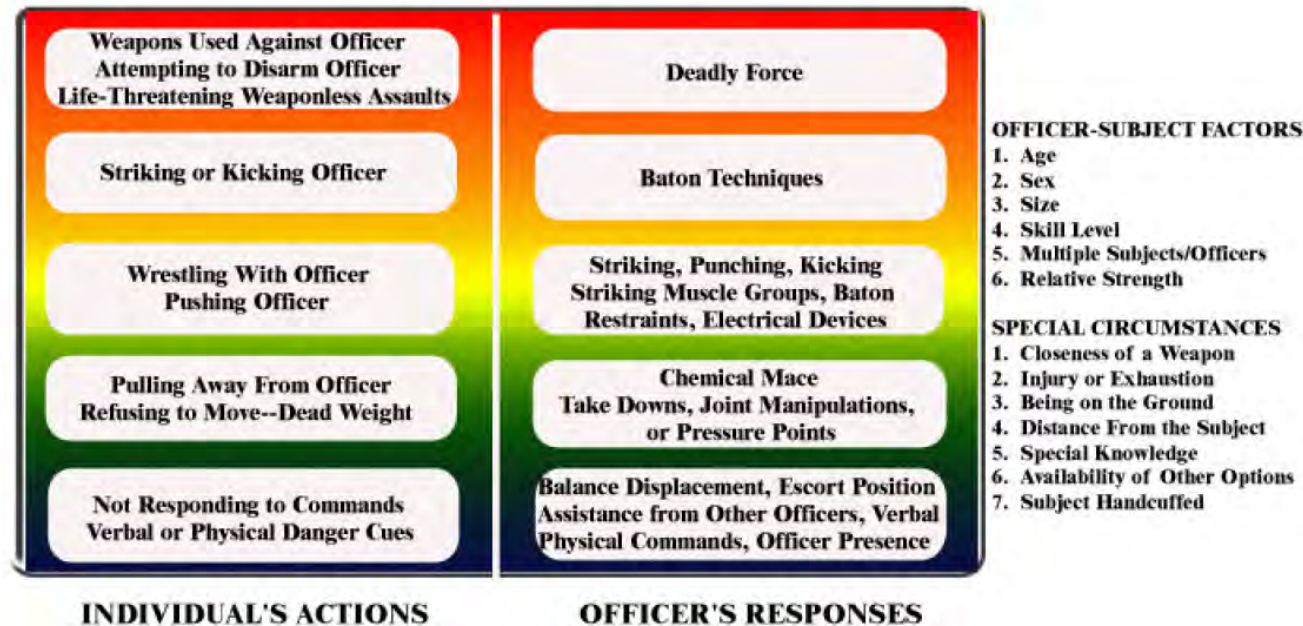 Weapons Used Against Officer
Attempting to Disarm Officer
Life-Threatening Weaponless Assaults
Deadly Force
Striking or Kicking Officer
Baton Techniques
Wrestling With Officer
Pushing Officer
Striking, Punching, Kicking
Striking Muscle Groups, Baton
Restraints, Electrical Devices
Pulling Away From Officer
Refusing to Move--Dead Weight
Chemical Mace
Take Downs, Joint Manipulations,
or Pressure Points
Not Responding to Commands
Verbal or Physical Danger Cues
Balance Displacement, Escort Position
Assistance from Other Officers, Verbal
Physical Commands, Officer Presence
INDIVIDUAL'S ACTIONS
OFFICER'S RESPONSES
OFFICER-SUBJECT FACTORS
1. Age
2. Sex
3. Size
4. Skill Level
5. Multiple Subjects/Officers
6. Relative Strength
SPECIAL CIRCUMSTANCES
1. Closeness of a Weapon
2. Injury or Exhaustion
3. Being on the Ground
4. Distance From the Subject
5. Special Knowledge
6. Availability of Other Options
7. Subject Handcuffed